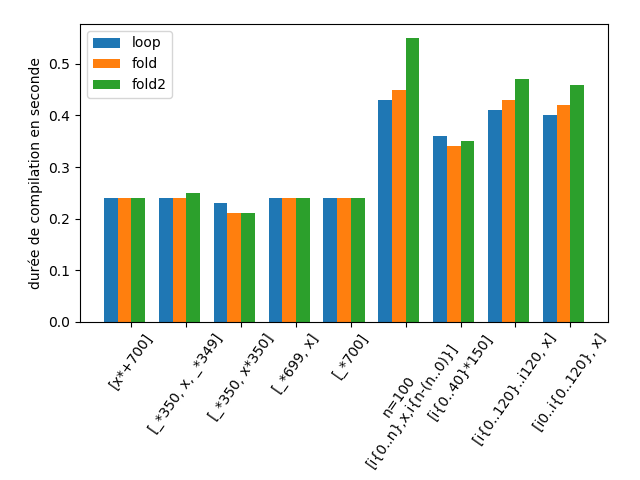 loop
fold
fold2
durée de compilation en seconde
0.5
0.4
0.3
0.2
0.1
0.0
[x*+700]
[_*350, x, _*349]
[_*350, x*350]
[_*699, x]
[_*700]
n=100
[i{0..n},x,i{n-(n..0)}]
[i{0..40}*150]
[i{0..120}..i120, x]
[i0..i{0..120}, x]